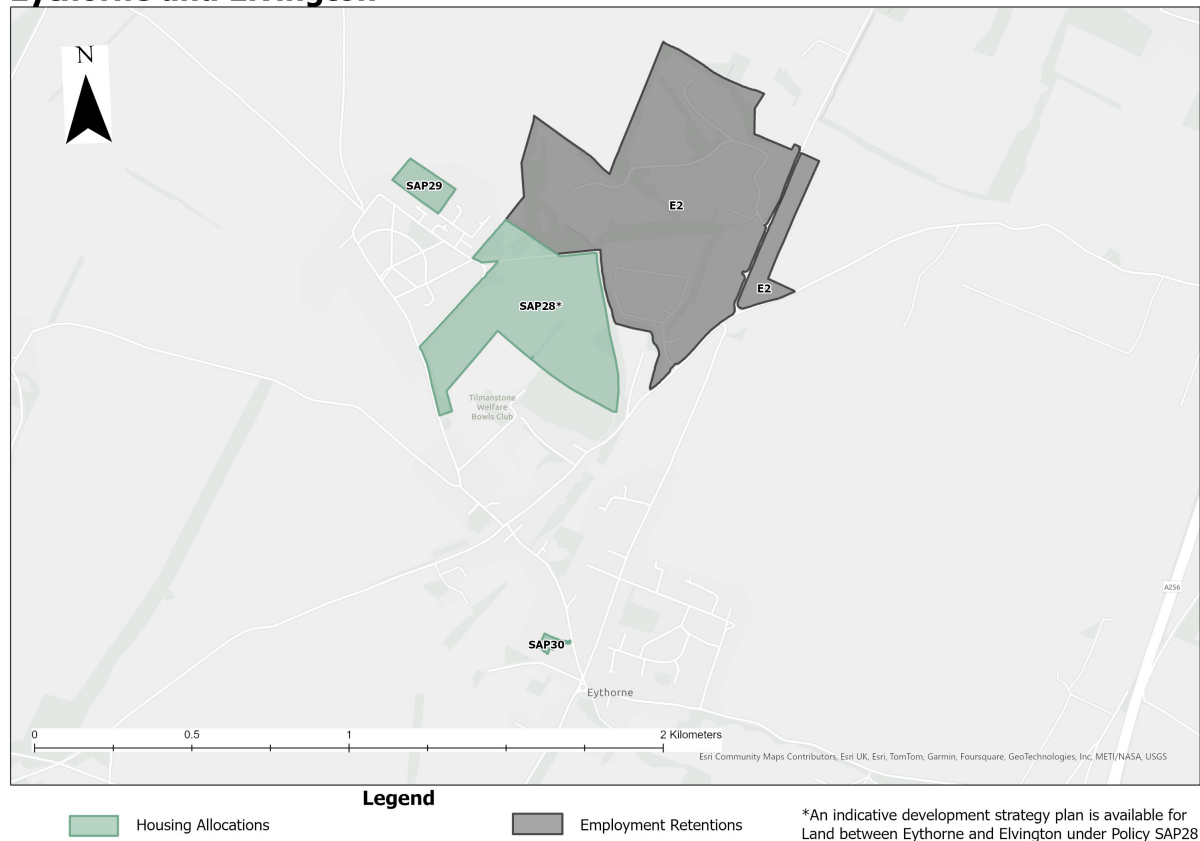 N
SAP29
E2
E2
SAP28*
Tilmanstone
Welfare
Bowls Club
A256
SAP30
Eythorne
0 0.5 1 2 Kilometers
Esri Community Maps Contributors, Esri UK, Esri, TomTom, Garmin, Foursquare, GeoTechnologies, Inc, METI/NASA, USGS
Legend
Housing Allocations
Employment Retentions
*An indicative development strategy plan is available for
Land between Eythorne and Elvington under Policy SAP28